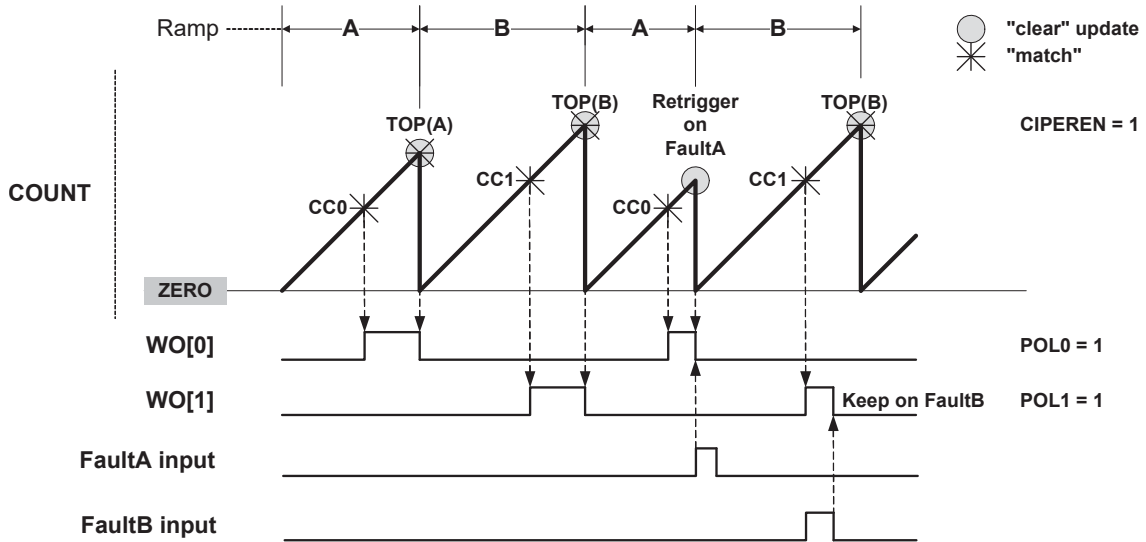 Ramp A B A B
"clear" update
"match"
TOP(A)
TOP(B)
Retrigger
on
FaultA
TOP(B)
CIPEREN = 1
COUNT
CC0
CC1
CC0
CC1
ZERO
WO[0]
POL0 = 1
WO[1]
Keep on FaultB
POL1 = 1
FaultA input
FaultB input